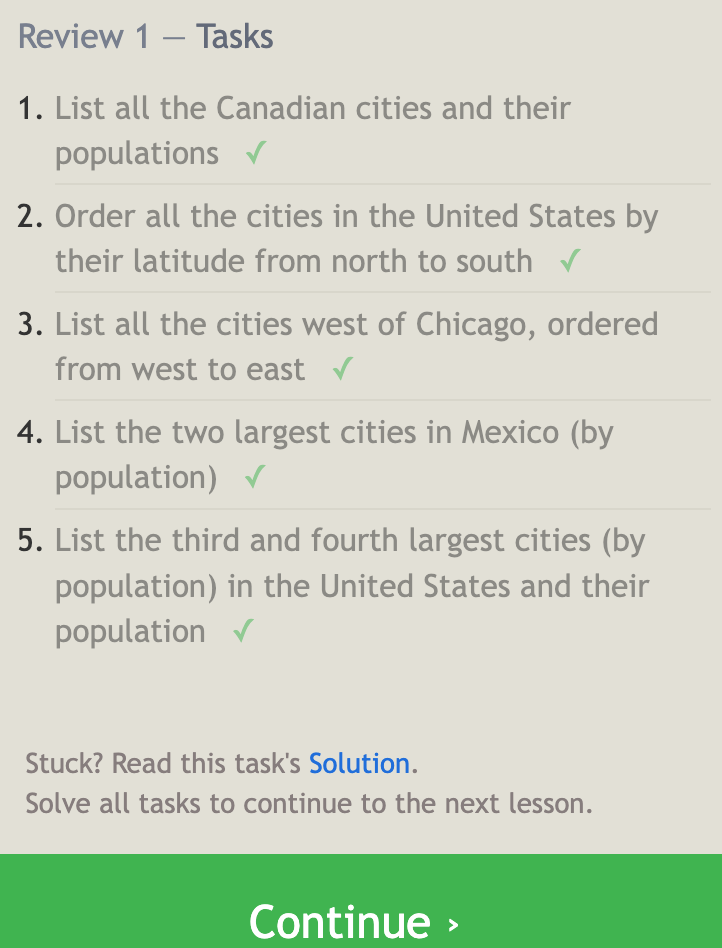 Review 1 — Tasks
1. List all the Canadian cities and their
populations ✓
2. Order all the cities in the United States by
their latitude from north to south ✓
3. List all the cities west of Chicago, ordered
from west to east ✓
4. List the two largest cities in Mexico (by
population) ✓
5. List the third and fourth largest cities (by
population) in the United States and their
population ✓
Stuck? Read this task's Solution.
Solve all tasks to continue to the next lesson.
Continue ›